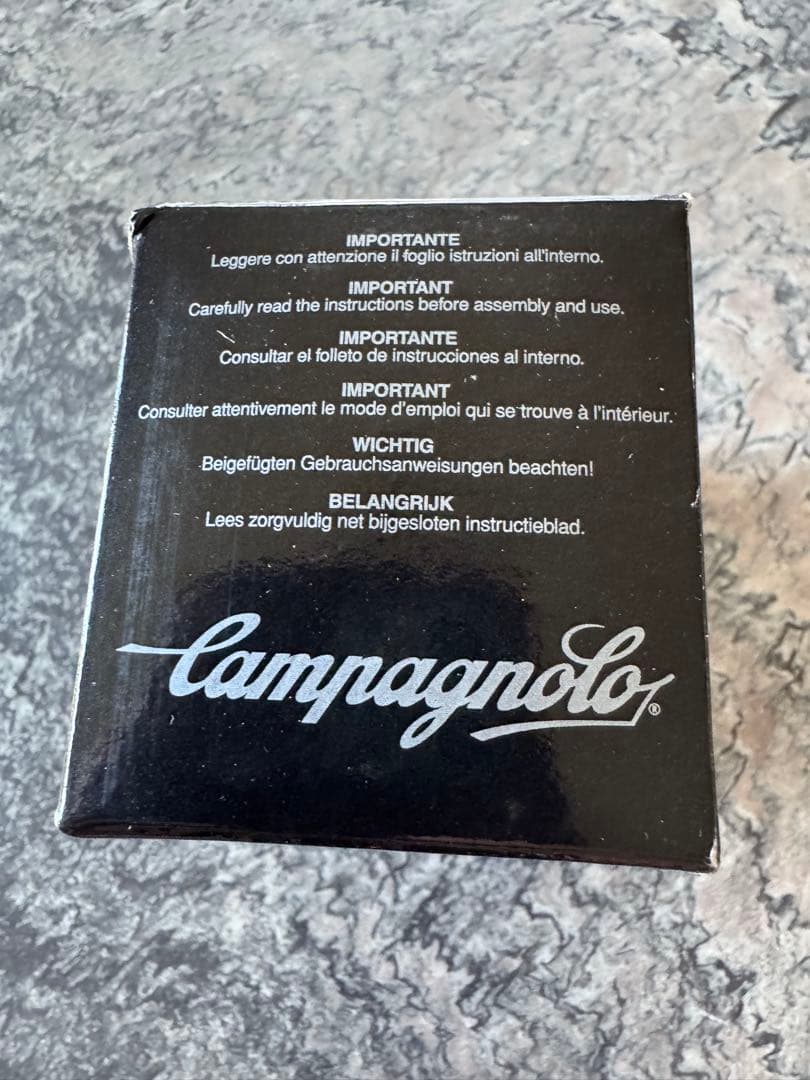 IMPORTANTE
Leggere con attenzione il foglio istruzioni all'interno.
IMPORTANT
Carefully read the instructions before assembly and use.
IMPORTANTE
Consultar el folleto de instrucciones al interno.
IMPORTANT
Consulter attentivement le mode d'emploi qui se trouve à l'intérieur.
WICHTIG
Beigefügten Gebrauchsanweisungen beachten!
BELANGRIJK
Lees zorgvuldig net bijgesloten instructieblad.
Campagnolo®